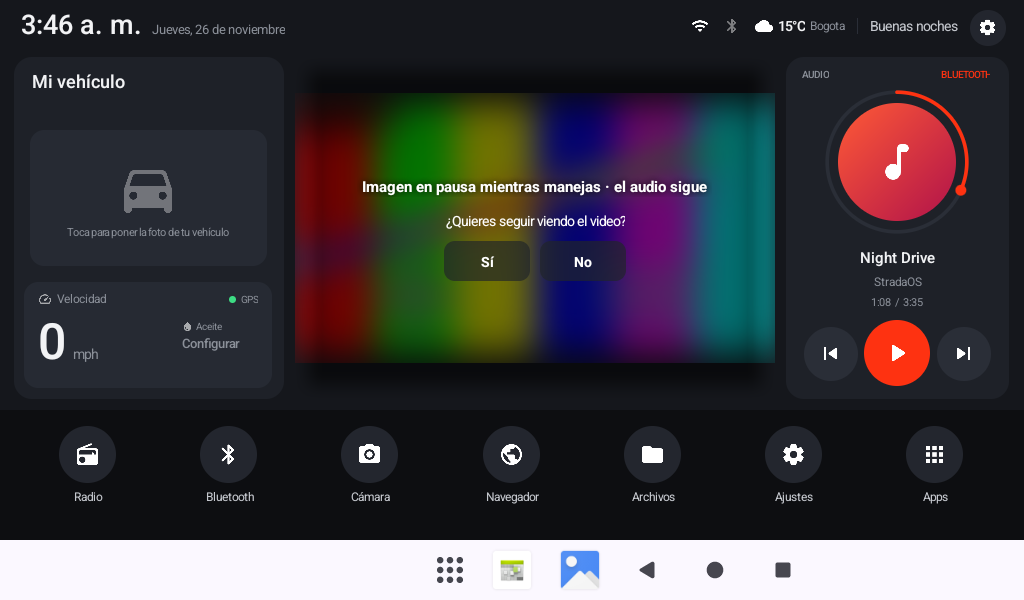 3:46 a. m.
Jueves, 26 de noviembre
15°C Bogota
Buenas noches
Mi vehículo
Toca para poner la foto de tu vehículo
Velocidad
GPS
0 mph
Aceite
Configurar
Imagen en pausa mientras manejas · el audio sigue
¿Quieres seguir viendo el video?
Sí
No
AUDIO
BLUETOOTH
Night Drive
StradaOS
1:08 / 3:35
Radio
Bluetooth
Cámara
Navegador
Archivos
Ajustes
Apps